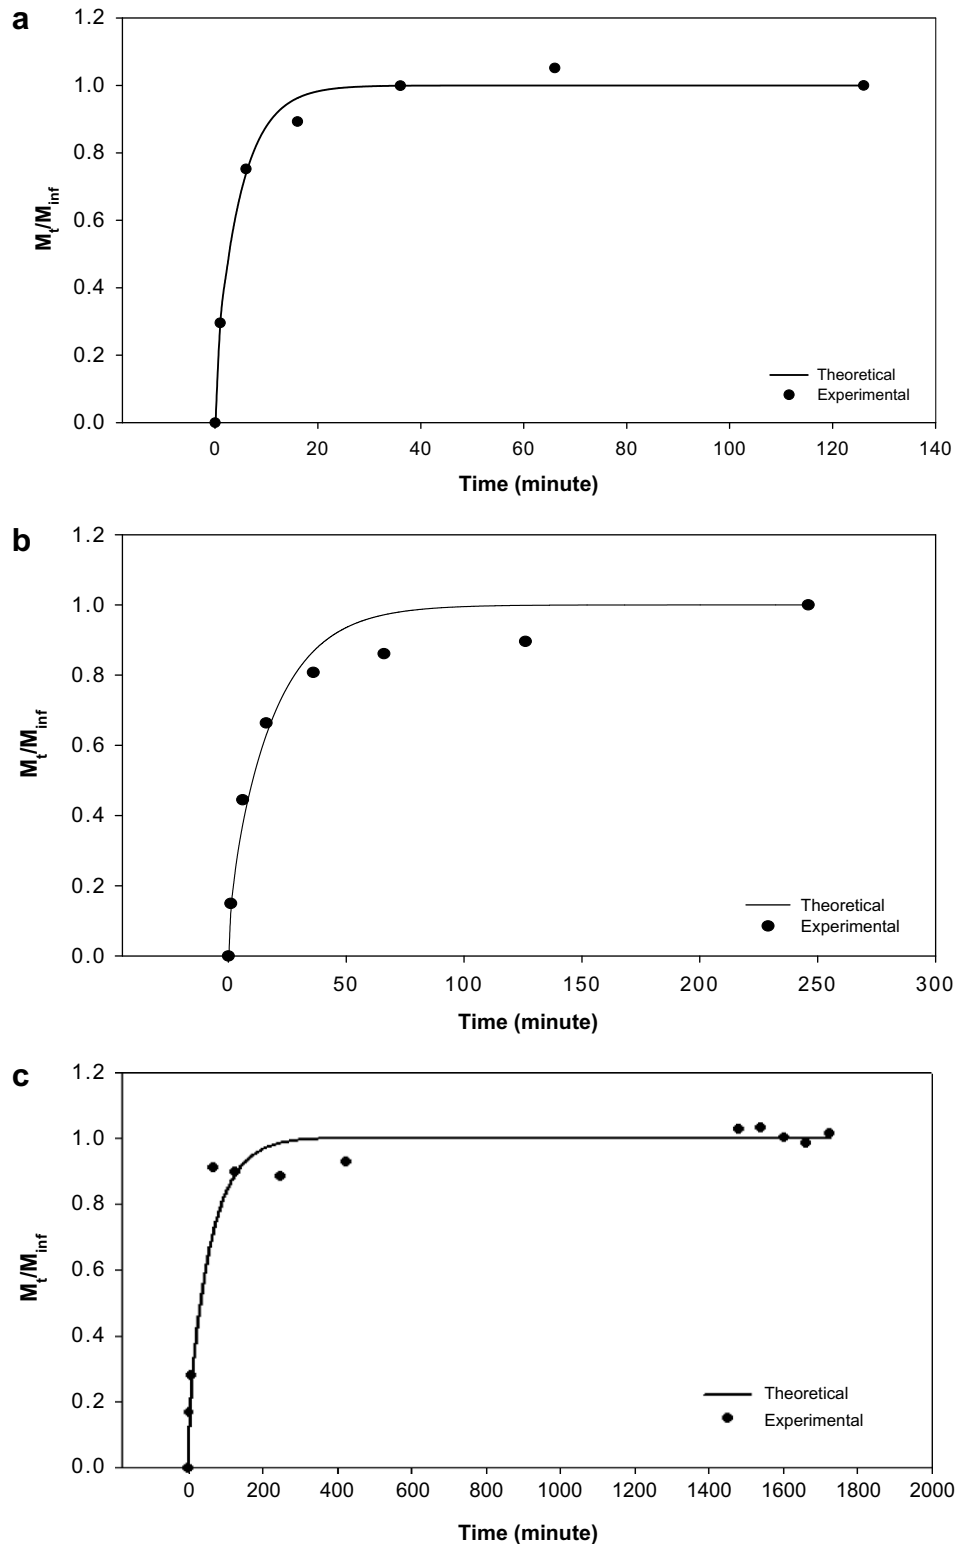 a
1.2
1.0
0.8
0.6
0.4
0.2
0.0
Mt/Minf
Theoretical
Experimental
0 20 40 60 80 100 120 140
Time (minute)
b
1.2
1.0
0.8
0.6
0.4
0.2
0.0
Mt/Minf
Theoretical
Experimental
0 50 100 150 200 250 300
Time (minute)
c
1.2
1.0
0.8
0.6
0.4
0.2
0.0
Mt/Minf
Theoretical
Experimental
0 200 400 600 800 1000 1200 1400 1600 1800 2000
Time (minute)